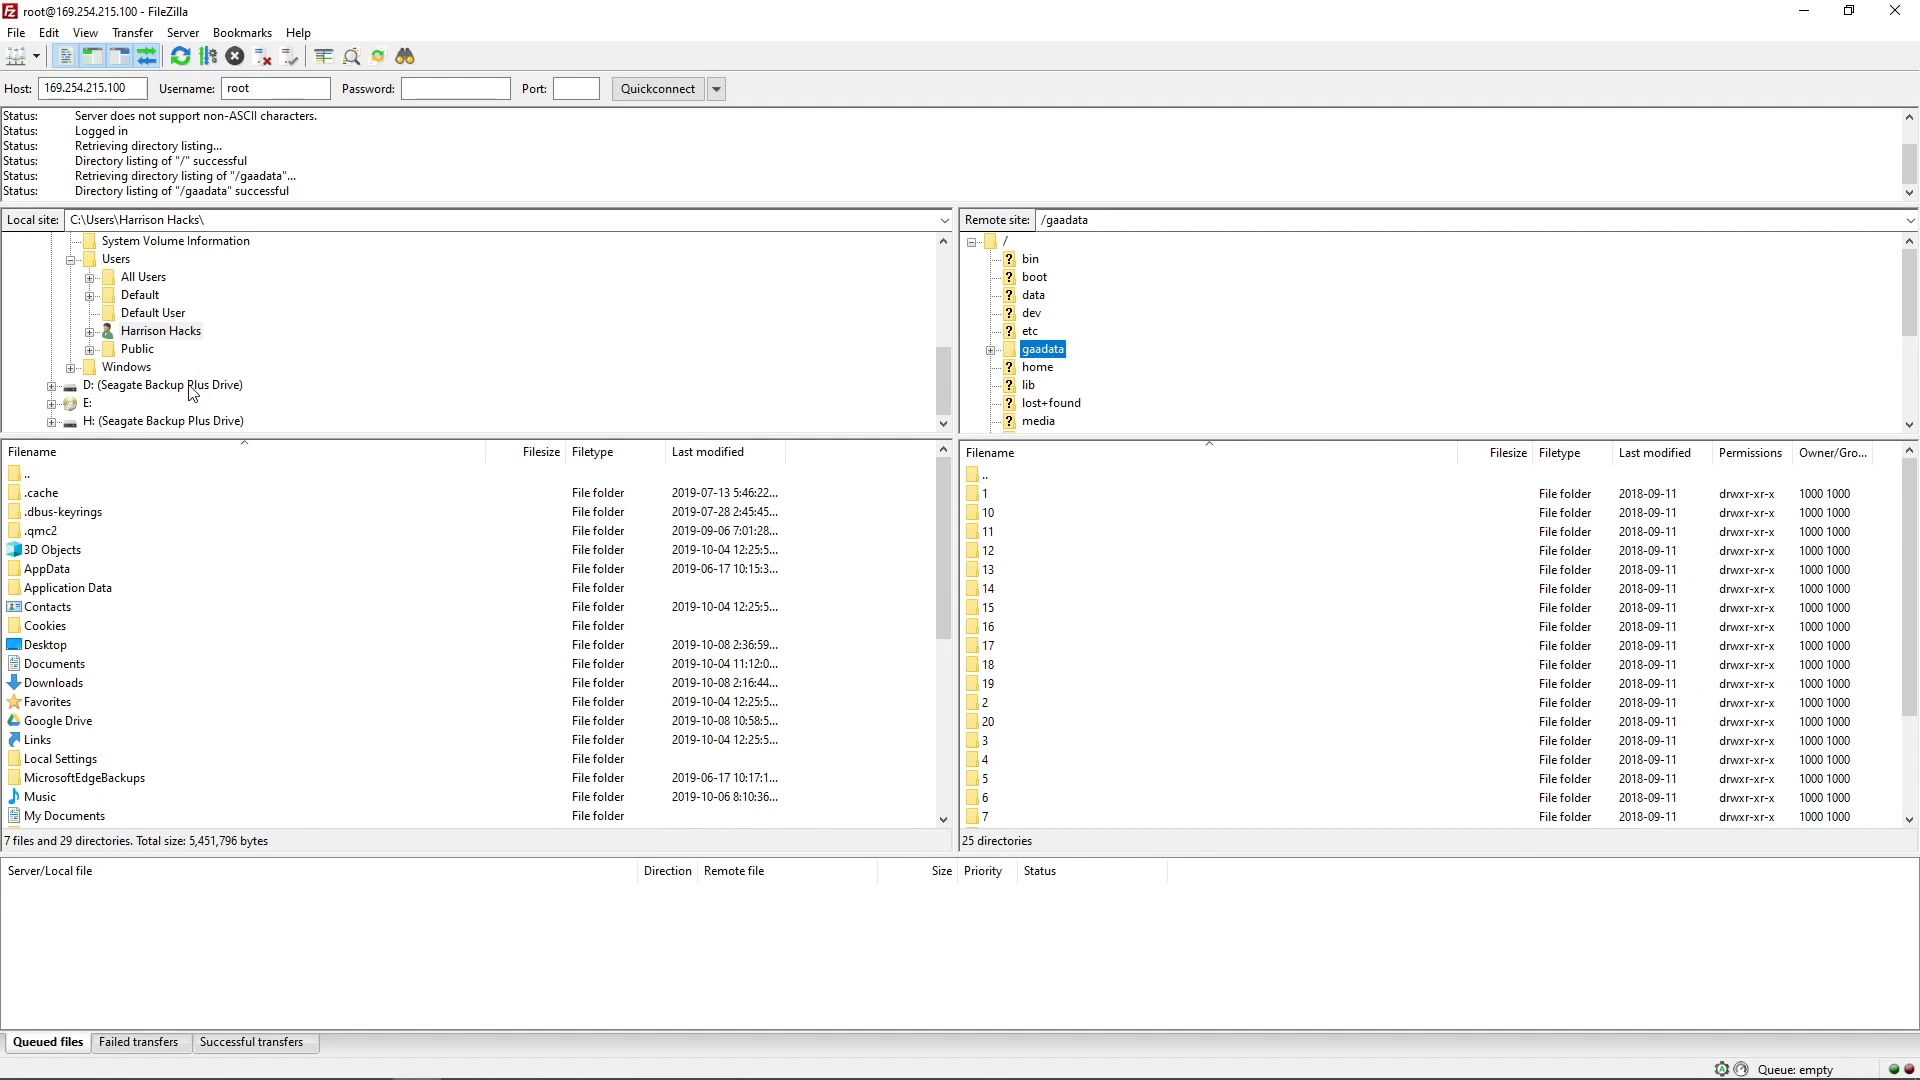 root@169.254.215.100 - FileZilla
File Edit View Transfer Server Bookmarks Help
Host: 169.254.215.100 Username: root Password: Port: Quickconnect
Status: Server does not support non-ASCII characters.
Status: Logged in
Status: Retrieving directory listing...
Status: Directory listing of "/" successful
Status: Retrieving directory listing of "/gaadata"...
Status: Directory listing of "/gaadata" successful
Local site: C:\Users\Harrison Hacks\
System Volume Information
Users
All Users
Default
Default User
Harrison Hacks
Public
Windows
D: (Seagate Backup Plus Drive)
E:
H: (Seagate Backup Plus Drive)
Filename Filesize Filetype Last modified
..
.cache File folder 2019-07-13 5:46:22...
.dbus-keyrings File folder 2019-07-28 2:45:45...
.qmc2 File folder 2019-09-06 7:01:28...
3D Objects File folder 2019-10-04 12:25:5...
AppData File folder 2019-06-17 10:15:3...
Application Data File folder
Contacts File folder 2019-10-04 12:25:5...
Cookies File folder
Desktop File folder 2019-10-08 2:36:59...
Documents File folder 2019-10-04 11:12:0...
Downloads File folder 2019-10-08 2:16:44...
Favorites File folder 2019-10-04 12:25:5...
Google Drive File folder 2019-10-08 10:58:5...
Links File folder 2019-10-04 12:25:5...
Local Settings File folder
MicrosoftEdgeBackups File folder 2019-06-17 10:17:1...
Music File folder 2019-10-06 8:10:36...
My Documents File folder
7 files and 29 directories. Total size: 5,451,796 bytes
Remote site: /gaadata
/
? bin
? boot
? data
? dev
? etc
gaadata
? home
? lib
? lost+found
? media
Filename Filesize Filetype Last modified Permissions Owner/Gro...
..
1 File folder 2018-09-11 drwxr-xr-x 1000 1000
10 File folder 2018-09-11 drwxr-xr-x 1000 1000
11 File folder 2018-09-11 drwxr-xr-x 1000 1000
12 File folder 2018-09-11 drwxr-xr-x 1000 1000
13 File folder 2018-09-11 drwxr-xr-x 1000 1000
14 File folder 2018-09-11 drwxr-xr-x 1000 1000
15 File folder 2018-09-11 drwxr-xr-x 1000 1000
16 File folder 2018-09-11 drwxr-xr-x 1000 1000
17 File folder 2018-09-11 drwxr-xr-x 1000 1000
18 File folder 2018-09-11 drwxr-xr-x 1000 1000
19 File folder 2018-09-11 drwxr-xr-x 1000 1000
2 File folder 2018-09-11 drwxr-xr-x 1000 1000
20 File folder 2018-09-11 drwxr-xr-x 1000 1000
3 File folder 2018-09-11 drwxr-xr-x 1000 1000
4 File folder 2018-09-11 drwxr-xr-x 1000 1000
5 File folder 2018-09-11 drwxr-xr-x 1000 1000
6 File folder 2018-09-11 drwxr-xr-x 1000 1000
7 File folder 2018-09-11 drwxr-xr-x 1000 1000
25 directories
Server/Local file Direction Remote file Size Priority Status
Queued files Failed transfers Successful transfers
Queue: empty